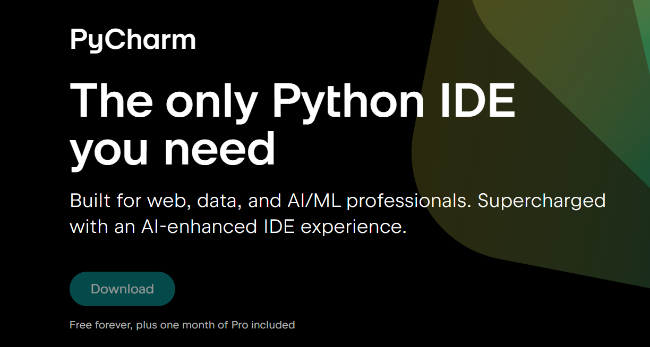 PyCharm
The only Python IDE
you need
Built for web, data, and AI/ML professionals. Supercharged
with an AI-enhanced IDE experience.
Download
Free forever, plus one month of Pro included